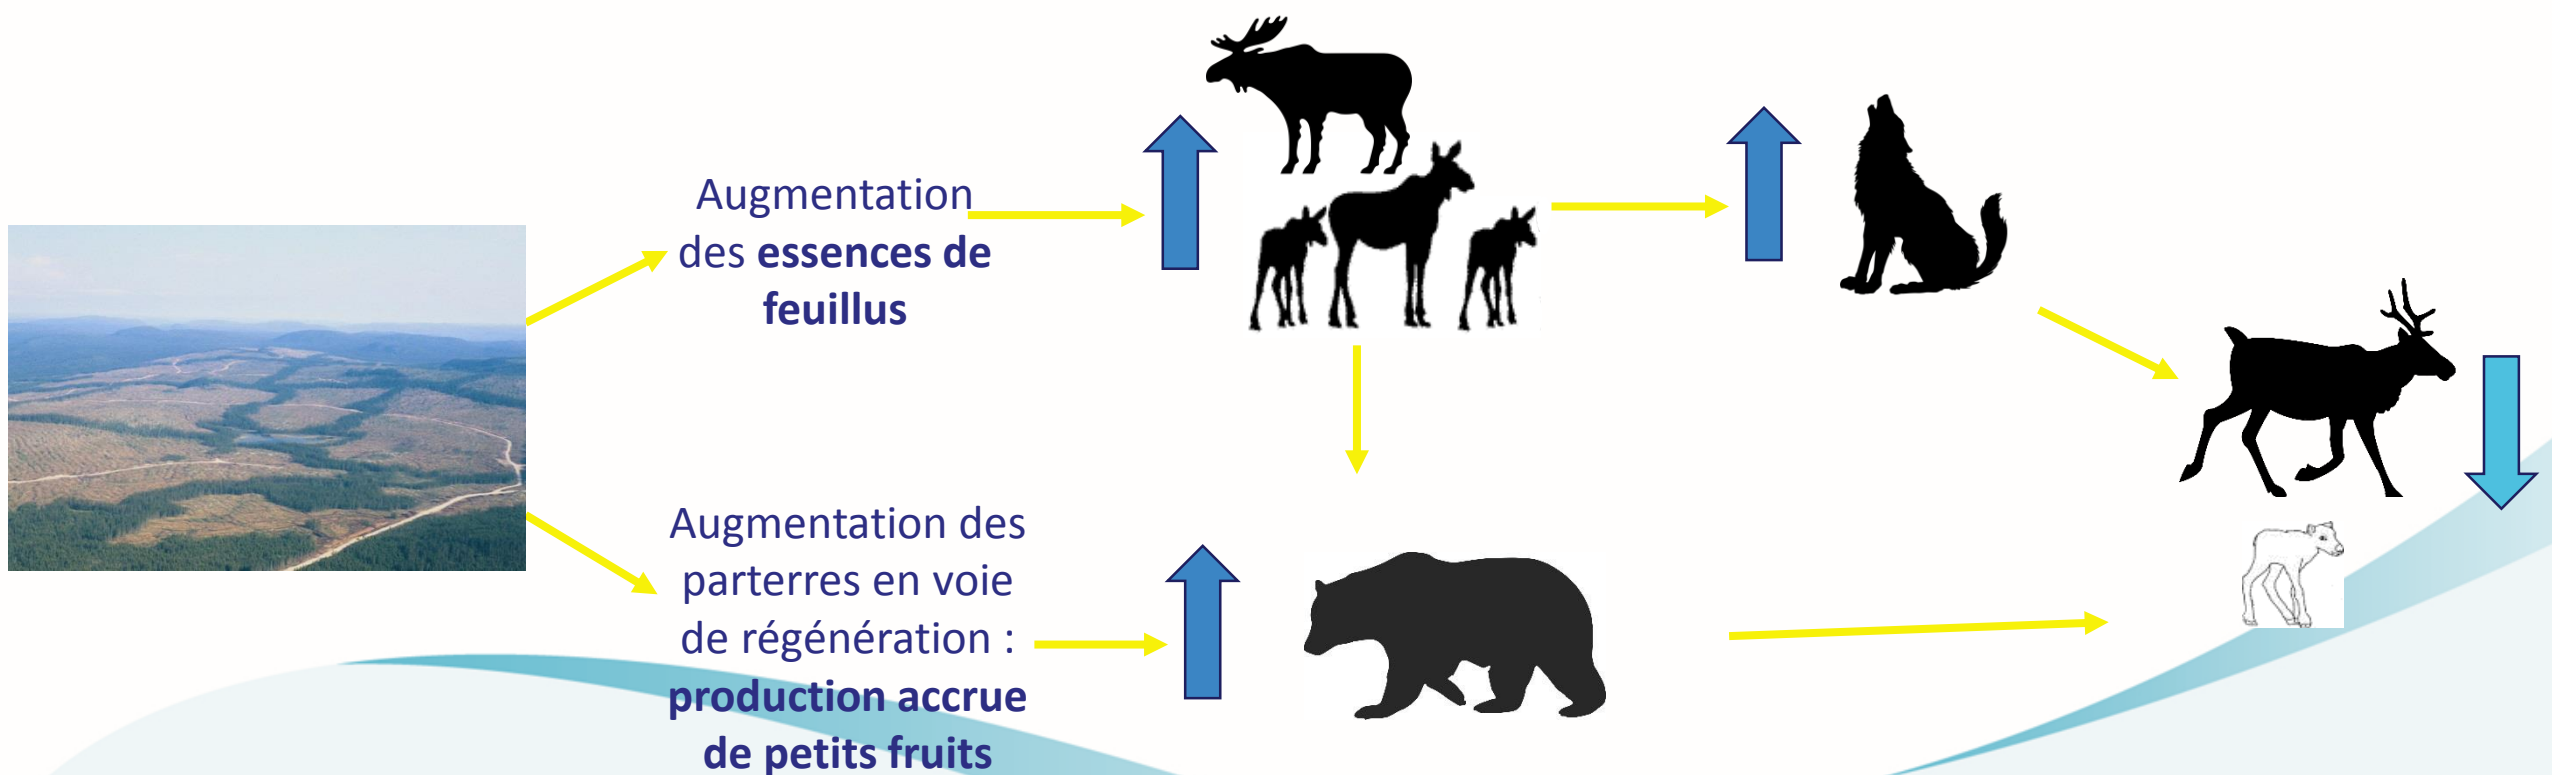 Augmentation
des essences de
feuillus
Augmentation des
parterres en voie
de régénération :
production accrue
de petits fruits